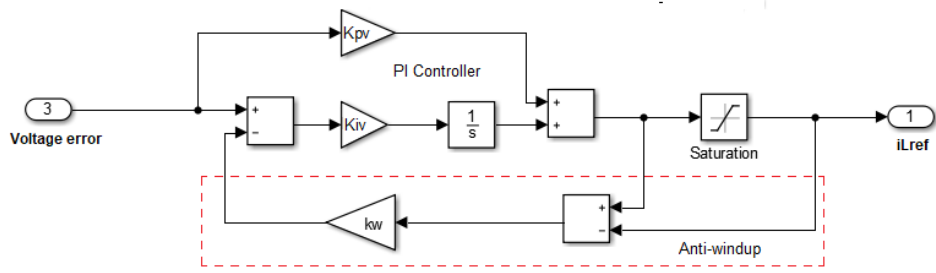 Kpv
PI Controller
3
Voltage error
+
−
Kiv
1
s
+
+
Saturation
1
iLref
kw
+
−
Anti-windup